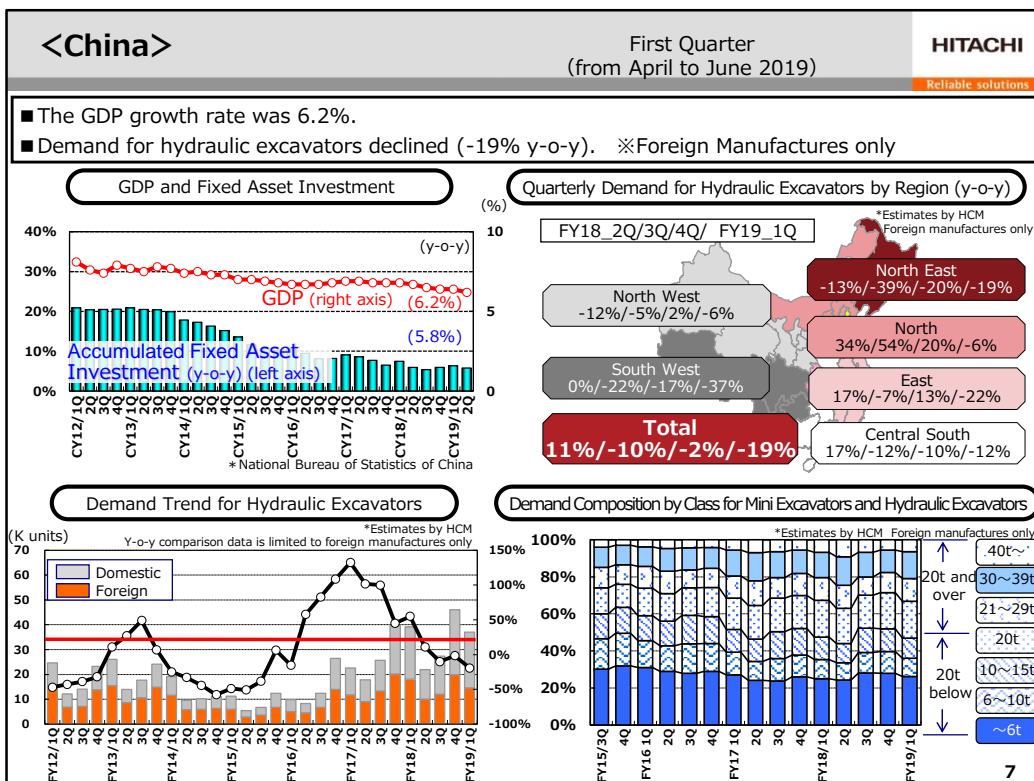 <China>
First Quarter
(from April to June 2019)
HITACHI
Reliable solutions
■ The GDP growth rate was 6.2%.
■ Demand for hydraulic excavators declined (-19% y-o-y). ※Foreign Manufactures only
GDP and Fixed Asset Investment
(%)
40%
30%
20%
10%
0%
10
5
0
(y-o-y)
GDP (right axis) (6.2%)
(5.8%)
Accumulated Fixed Asset
Investment (y-o-y) (left axis)
CY12/1Q 2Q 3Q 4Q CY13/1Q 2Q 3Q 4Q CY14/1Q 2Q 3Q 4Q CY15/1Q 2Q 3Q 4Q CY16/1Q 2Q 3Q 4Q CY17/1Q 2Q 3Q 4Q CY18/1Q 2Q 3Q 4Q CY19/1Q 2Q
*National Bureau of Statistics of China
Quarterly Demand for Hydraulic Excavators by Region (y-o-y)
*Estimates by HCM
Foreign manufactures only
FY18_2Q/3Q/4Q/ FY19_1Q
North East
-13%/-39%/-20%/-19%
North West
-12%/-5%/2%/-6%
North
34%/54%/20%/-6%
South West
0%/-22%/-17%/-37%
East
17%/-7%/13%/-22%
Total
11%/-10%/-2%/-19%
Central South
17%/-12%/-10%/-12%
Demand Trend for Hydraulic Excavators
(K units)
*Estimates by HCM
Y-o-y comparison data is limited to foreign manufactures only
70
60
50
40
30
20
10
0
150%
100%
50%
0%
-50%
-100%
Domestic
Foreign
FY12/1Q 2Q 3Q 4Q FY13/1Q 2Q 3Q 4Q FY14/1Q 2Q 3Q 4Q FY15/1Q 2Q 3Q 4Q FY16/1Q 2Q 3Q 4Q FY17/1Q 2Q 3Q 4Q FY18/1Q 2Q 3Q 4Q FY19/1Q
Demand Composition by Class for Mini Excavators and Hydraulic Excavators
*Estimates by HCM Foreign manufactures only
100%
80%
60%
40%
20%
0%
FY15/3Q 4Q FY16 1Q 2Q 3Q 4Q FY17 1Q 2Q 3Q 4Q FY18/1Q 2Q 3Q 4Q FY19/1Q
20t and
over
20t
below
40t~
30~39t
21~29t
20t
10~15t
6~10t
~6t
7